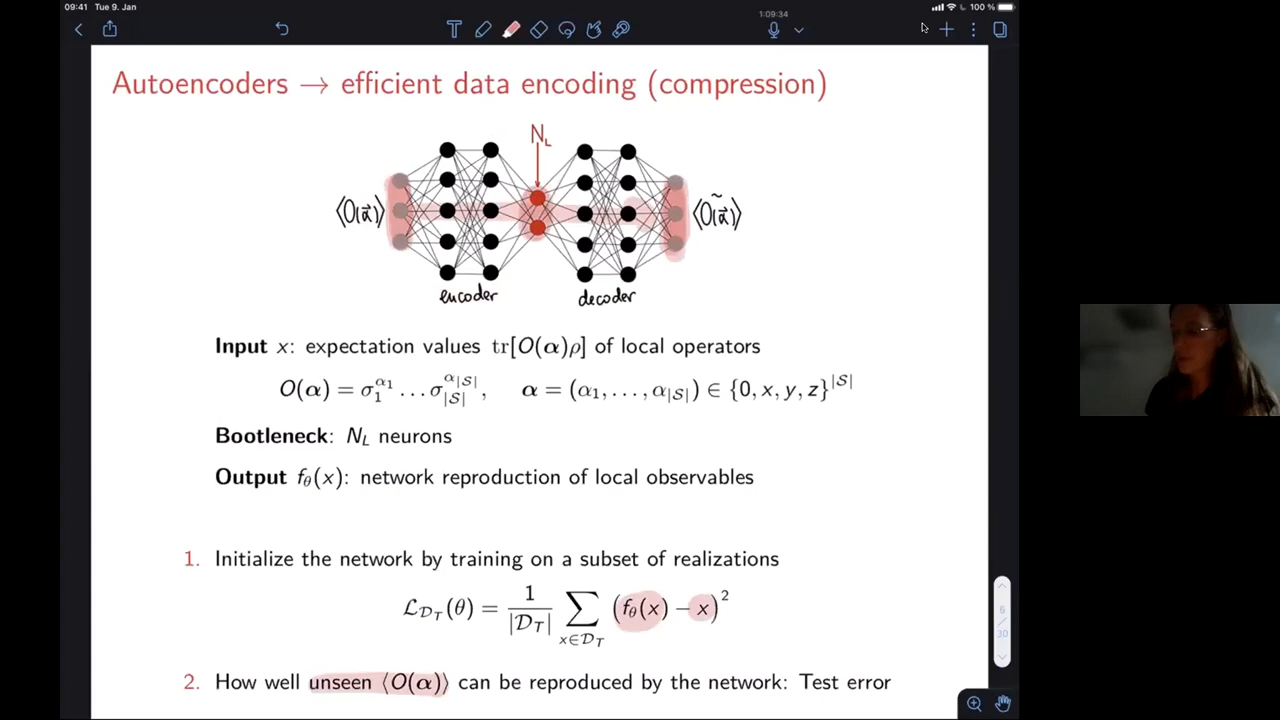 09:41 Tue 9. Jan
100 %
1:09:34
Autoencoders → efficient data encoding (compression)
N_L
⟨O(α⃗)⟩
⟨Õ(α⃗)⟩
encoder
decoder
Input x: expectation values tr[O(α)ρ] of local operators
O(α) = σ_1^{α_1} … σ_{|S|}^{α_{|S|}}, α = (α_1, …, α_{|S|}) ∈ {0, x, y, z}^{|S|}
Bootleneck: N_L neurons
Output f_θ(x): network reproduction of local observables
1. Initialize the network by training on a subset of realizations
L_{D_T}(θ) = 1/|D_T| ∑_{x∈D_T} (f_θ(x) − x)^2
2. How well unseen ⟨O(α)⟩ can be reproduced by the network: Test error
6
/
30